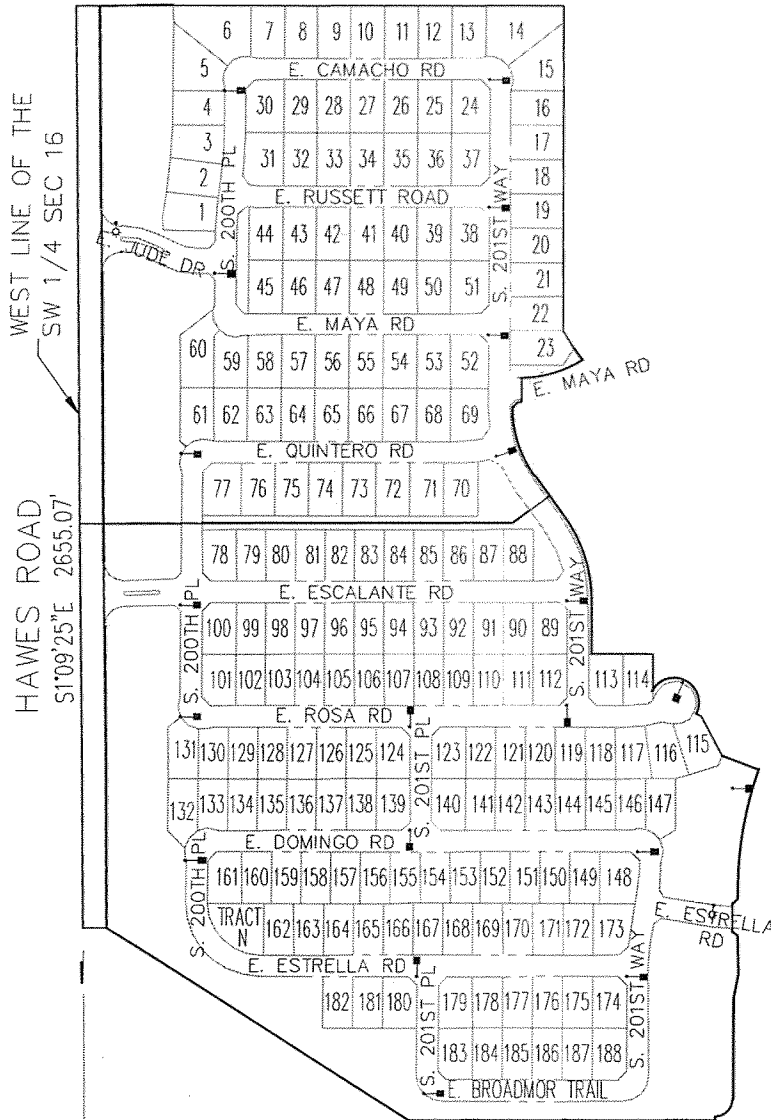 6 7 8 9 10 11 12 13 14
5 E. CAMACHO RD 15
4 30 29 28 27 26 25 24 16
3 17
2 31 32 33 34 35 36 37 18
1 S. 200TH PL E. RUSSETT ROAD S. 201ST WAY 19
WEST LINE OF THE
SW 1/4 SEC 16
E. JUDE DR
44 43 42 41 40 39 38 20
45 46 47 48 49 50 51 21
22
E. MAYA RD 23
E. MAYA RD
60 59 58 57 56 55 54 53 52
61 62 63 64 65 66 67 68 69
E. QUINTERO RD
77 76 75 74 73 72 71 70
HAWES ROAD
S1°09'25"E 2655.07'
78 79 80 81 82 83 84 85 86 87 88
S. 200TH PL E. ESCALANTE RD S. 201ST WAY
100 99 98 97 96 95 94 93 92 91 90 89
101 102 103 104 105 106 107 108 109 110 111 112 113 114
E. ROSA RD
131 130 129 128 127 126 125 124 S. 201ST PL 123 122 121 120 119 118 117 116 115
132 133 134 135 136 137 138 139 140 141 142 143 144 145 146 147
S. 200TH PL E. DOMINGO RD
161 160 159 158 157 156 155 154 153 152 151 150 149 148
TRACT
N
162 163 164 165 166 167 168 169 170 171 172 173
E. ESTRELLA
RD
E. ESTRELLA RD
182 181 180 S. 201ST PL 179 178 177 176 175 174 S. 201ST WAY
183 184 185 186 187 188
E. BROADMOR TRAIL